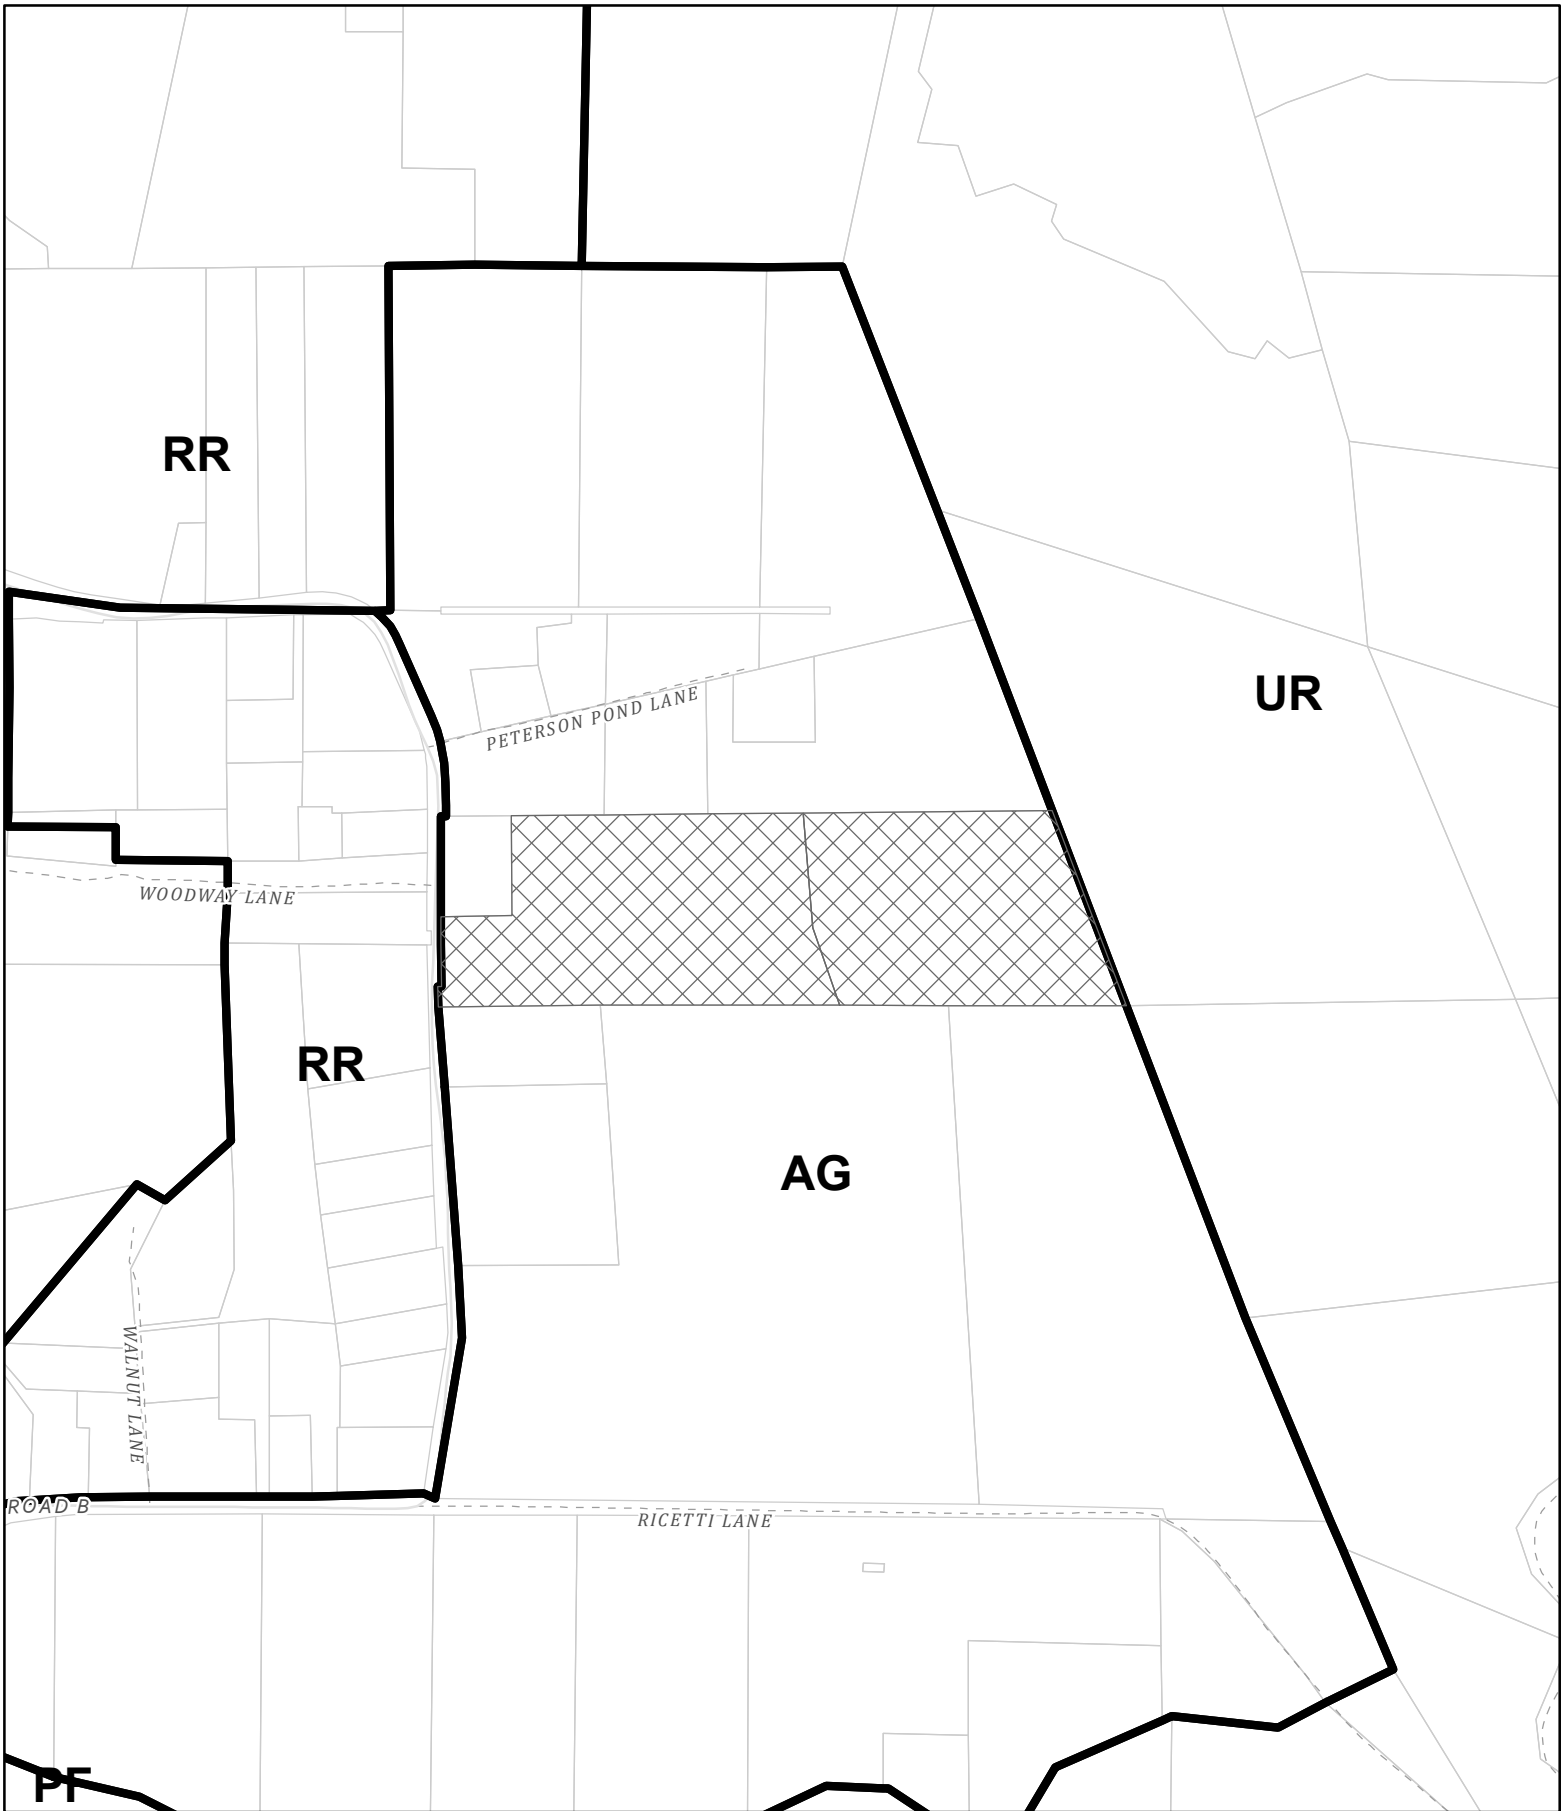 RR
UR
PETERSON POND LANE
WOODWAY LANE
RR
AG
WALNUT LANE
ROAD B
RICETTI LANE
PF